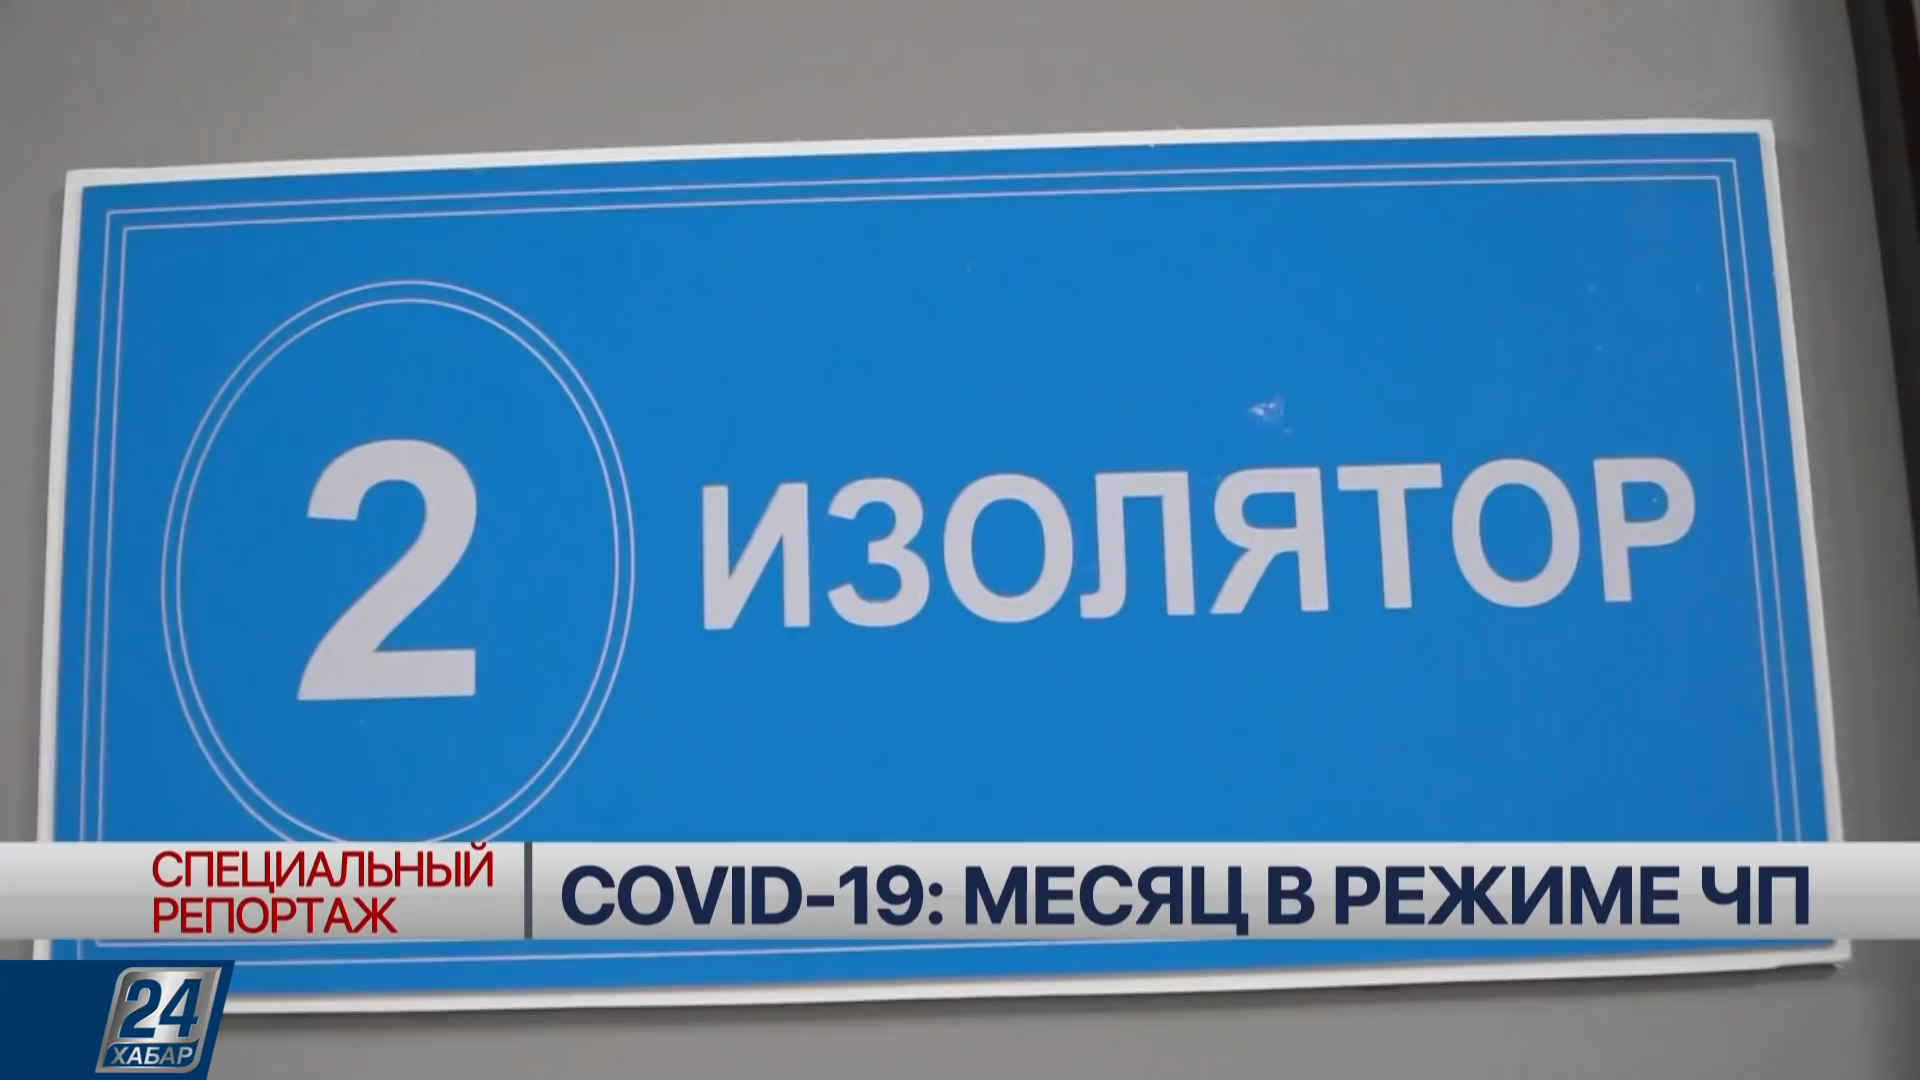 2 ИЗОЛЯТОР
СПЕЦИАЛЬНЫЙ
РЕПОРТАЖ
COVID-19: МЕСЯЦ В РЕЖИМЕ ЧП
24
ХАБАР